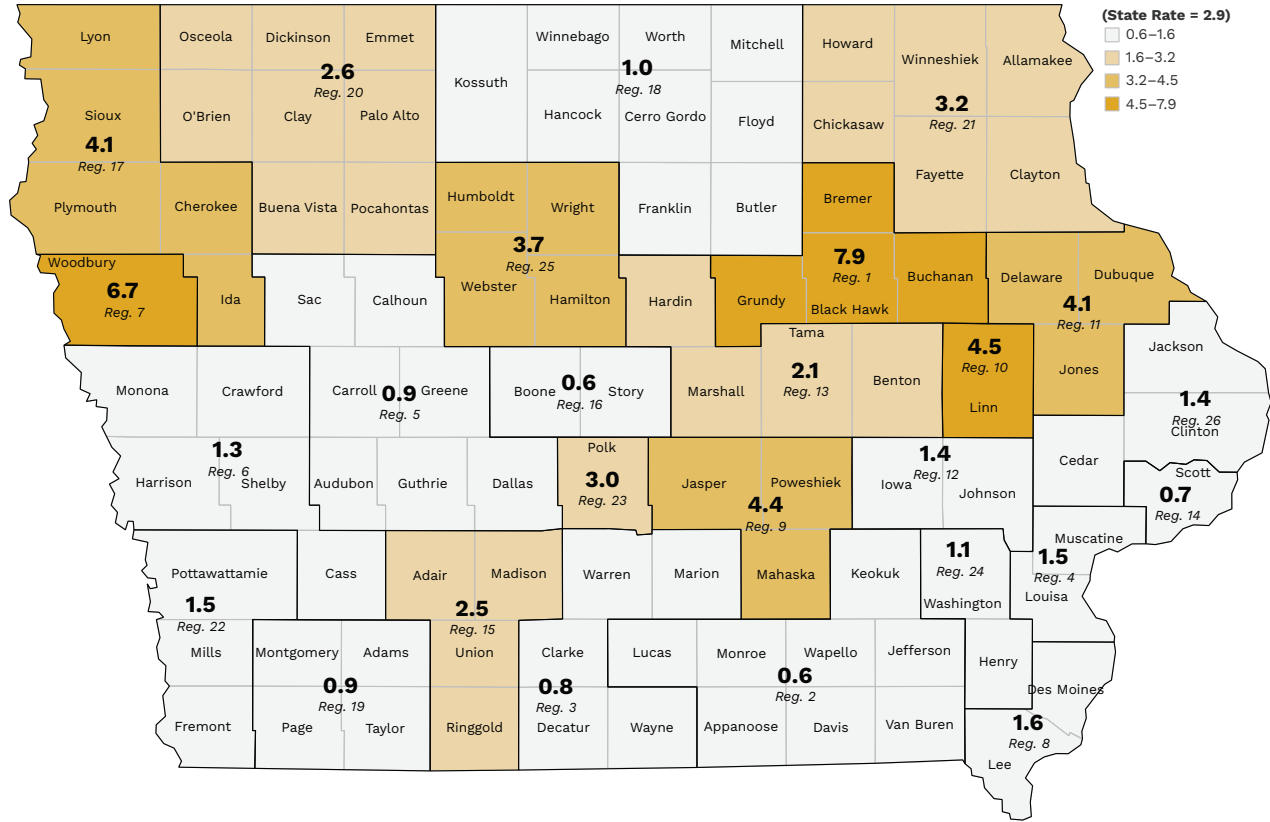 (State Rate = 2.9)
0.6–1.6
1.6–3.2
3.2–4.5
4.5–7.9
Lyon
Osceola
Dickinson
Emmet
Winnebago
Worth
Mitchell
Howard
Winneshiek
Allamakee
Kossuth
2.6
Reg. 20
1.0
Reg. 18
Sioux
O'Brien
Clay
Palo Alto
Hancock
Cerro Gordo
Floyd
Chickasaw
3.2
Reg. 21
4.1
Reg. 17
Plymouth
Cherokee
Buena Vista
Pocahontas
Humboldt
Wright
Franklin
Butler
Bremer
Fayette
Clayton
3.7
Reg. 25
7.9
Reg. 1
Woodbury
6.7
Reg. 7
Ida
Sac
Calhoun
Webster
Hamilton
Hardin
Grundy
Black Hawk
Buchanan
Delaware
Dubuque
4.1
Reg. 11
Tama
2.1
Reg. 13
4.5
Reg. 10
Jackson
Monona
Crawford
Carroll
0.9
Reg. 5
Greene
Boone
0.6
Reg. 16
Story
Marshall
Benton
Linn
Jones
1.4
Reg. 26
Clinton
1.3
Reg. 6
Harrison
Shelby
Audubon
Guthrie
Dallas
Polk
3.0
Reg. 23
Jasper
Poweshiek
4.4
Reg. 9
1.4
Reg. 12
Iowa
Johnson
Cedar
Scott
0.7
Reg. 14
Muscatine
1.5
Reg. 4
Louisa
Pottawattamie
1.5
Reg. 22
Cass
Adair
Madison
2.5
Reg. 15
Warren
Marion
Mahaska
Keokuk
1.1
Reg. 24
Washington
Mills
Montgomery
Adams
Union
Clarke
Lucas
Monroe
Wapello
Jefferson
Henry
Des Moines
0.9
Reg. 19
0.8
Reg. 3
0.6
Reg. 2
1.6
Reg. 8
Fremont
Page
Taylor
Ringgold
Decatur
Wayne
Appanoose
Davis
Van Buren
Lee